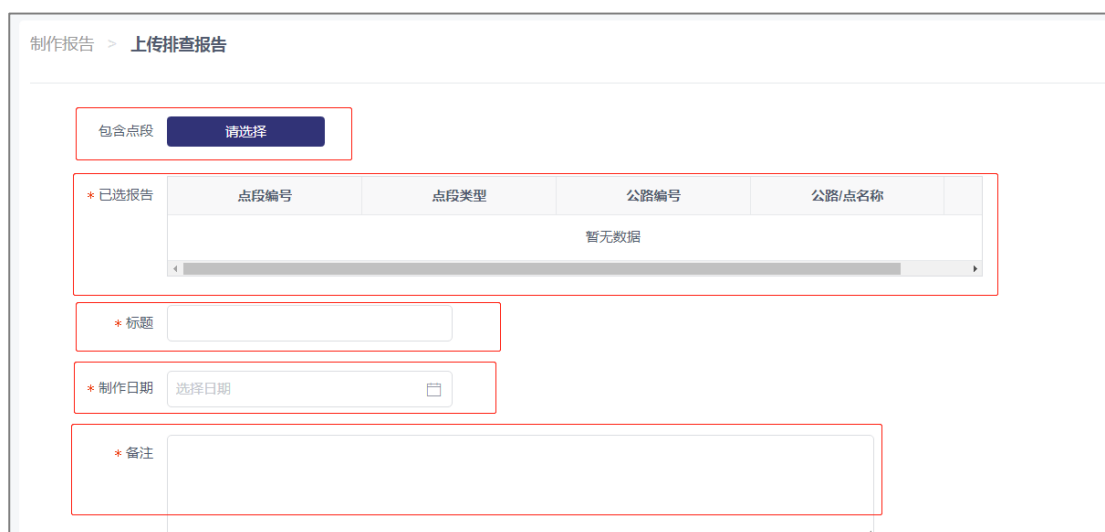 制作报告 > 上传排查报告
包含点段 请选择
* 已选报告 点段编号 点段类型 公路编号 公路/点名称
暂无数据
* 标题
* 制作日期 选择日期
* 备注